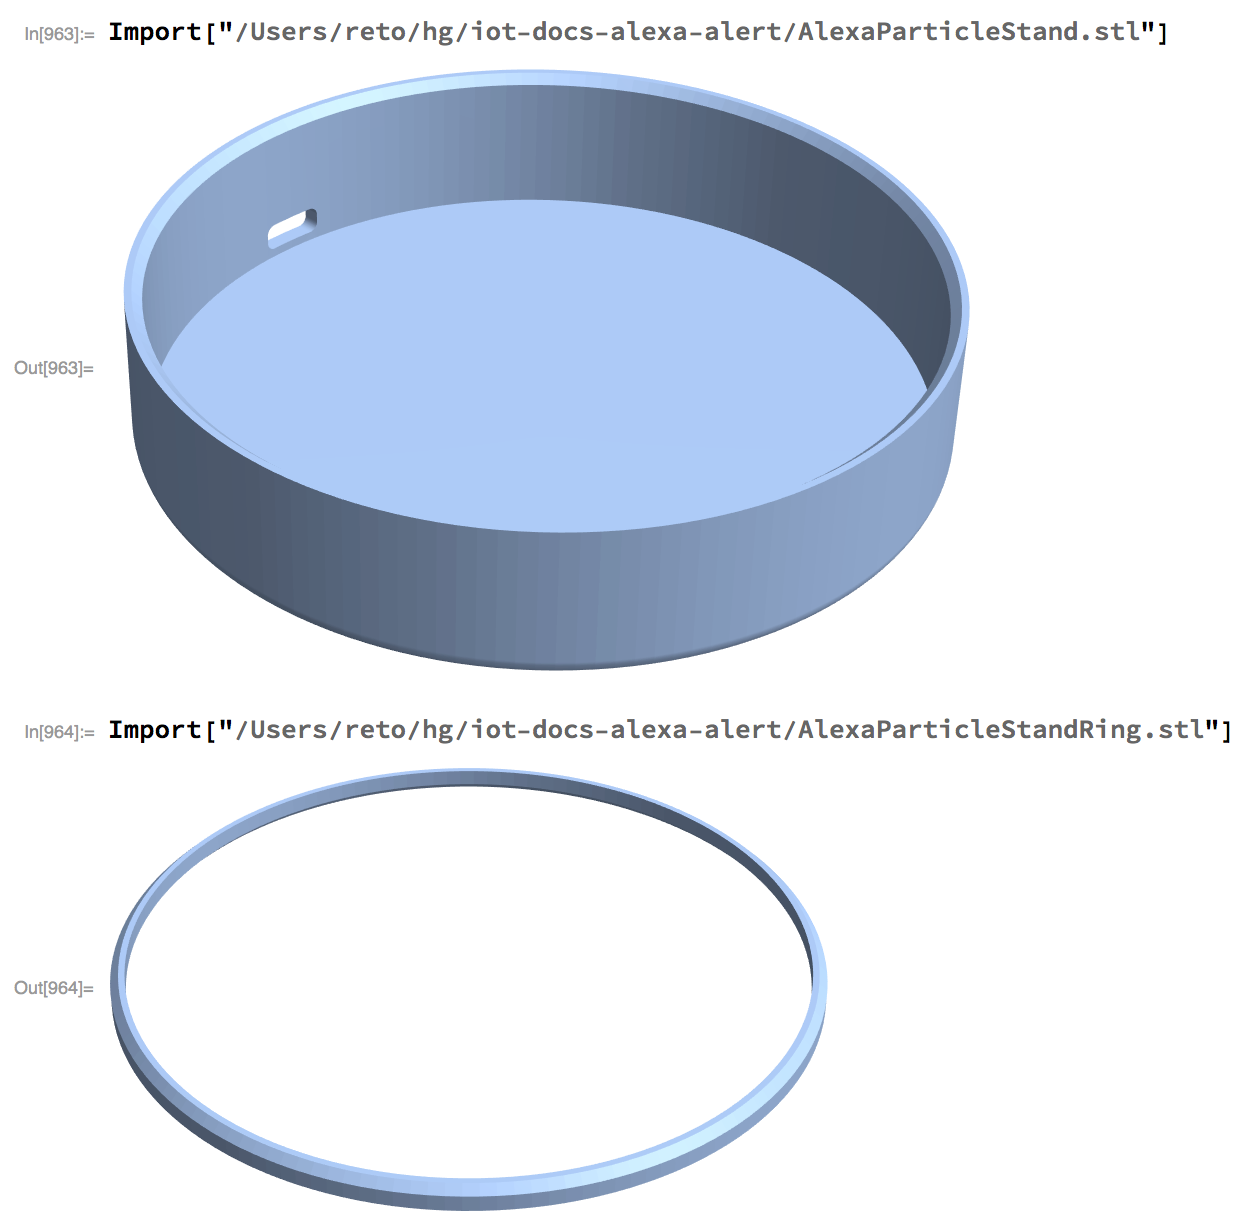 In[963]:= Import["/Users/reto/hg/iot-docs-alexa-alert/AlexaParticleStand.stl"]
Out[963]=
In[964]:= Import["/Users/reto/hg/iot-docs-alexa-alert/AlexaParticleStandRing.stl"]
Out[964]=